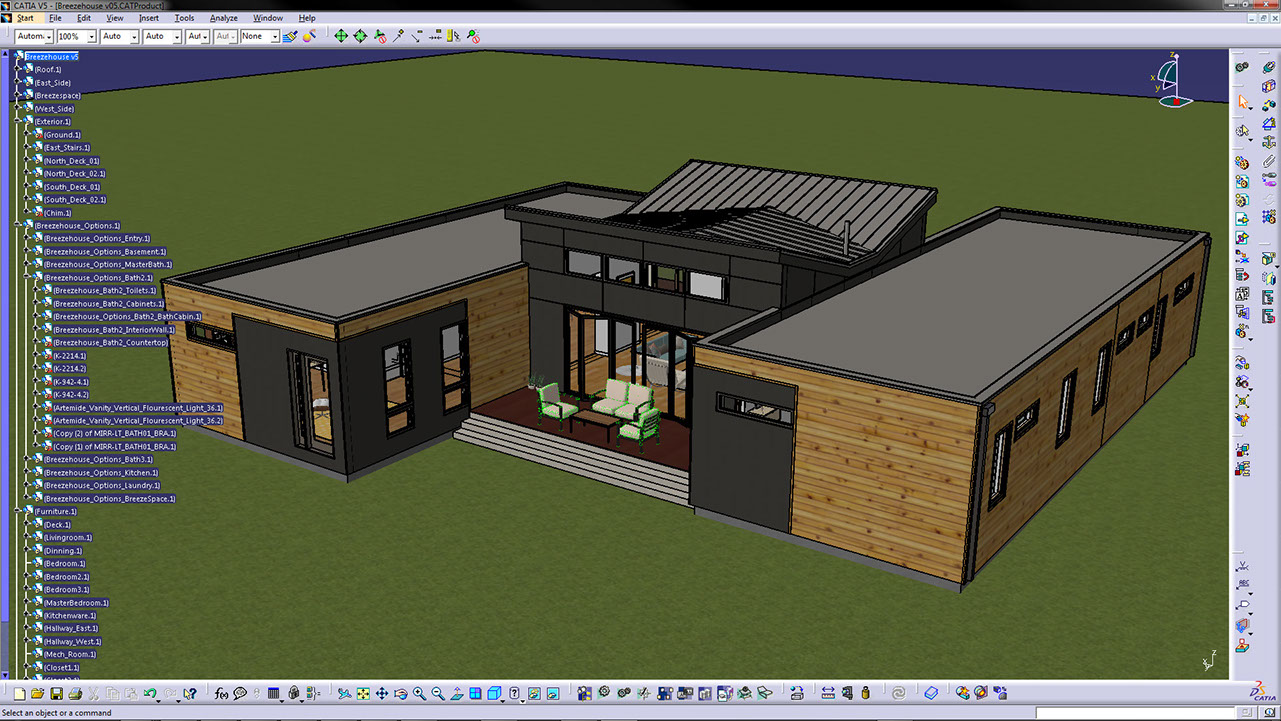 CATIA V5 - [Breezehouse v05.CATProduct]
Start File Edit View Insert Tools Analyze Window Help
Autom 100% Auto Auto Aut Aut None
Breezehouse v5
(Roof.1)
(East_Side)
(Breezespace)
(West_Side)
(Exterior.1)
(Ground.1)
(East_Stairs.1)
(North_Deck_01)
(North_Deck_02.1)
(South_Deck_01)
(South_Deck_02.1)
(Chim.1)
(Breezehouse_Options.1)
(Breezehouse_Options_Entry.1)
(Breezehouse_Options_Basement.1)
(Breezehouse_Options_MasterBath.1)
(Breezehouse_Options_Bath2.1)
(Breezehouse_Bath2_Toilets.1)
(Breezehouse_Bath2_Cabinets.1)
(Breezehouse_Options_Bath2_BathCabin.1)
(Breezehouse_Bath2_InteriorWall.1)
(Breezehouse_Bath2_Countertop)
(K-2214.1)
(K-2214.2)
(K-942-4.1)
(K-942-4.2)
(Artemide_Vanity_Vertical_Flourescent_Light_36.1)
(Artemide_Vanity_Vertical_Flourescent_Light_36.2)
(Copy (2) of MIRR-LT_BATH01_BRA.1)
(Copy (1) of MIRR-LT_BATH01_BRA.1)
(Breezehouse_Options_Bath3.1)
(Breezehouse_Options_Kitchen.1)
(Breezehouse_Options_Laundry.1)
(Breezehouse_Options_BreezeSpace.1)
(Furniture.1)
(Deck.1)
(Livingroom.1)
(Dinning.1)
(Bedroom.1)
(Bedroom2.1)
(Bedroom3.1)
(MasterBedroom.1)
(Kitchenware.1)
(Hallway_East.1)
(Hallway_West.1)
(Mech_Room.1)
(Closet1.1)
z
x
y
ABC
z
x
f(x)
CATIA
Select an object or a command